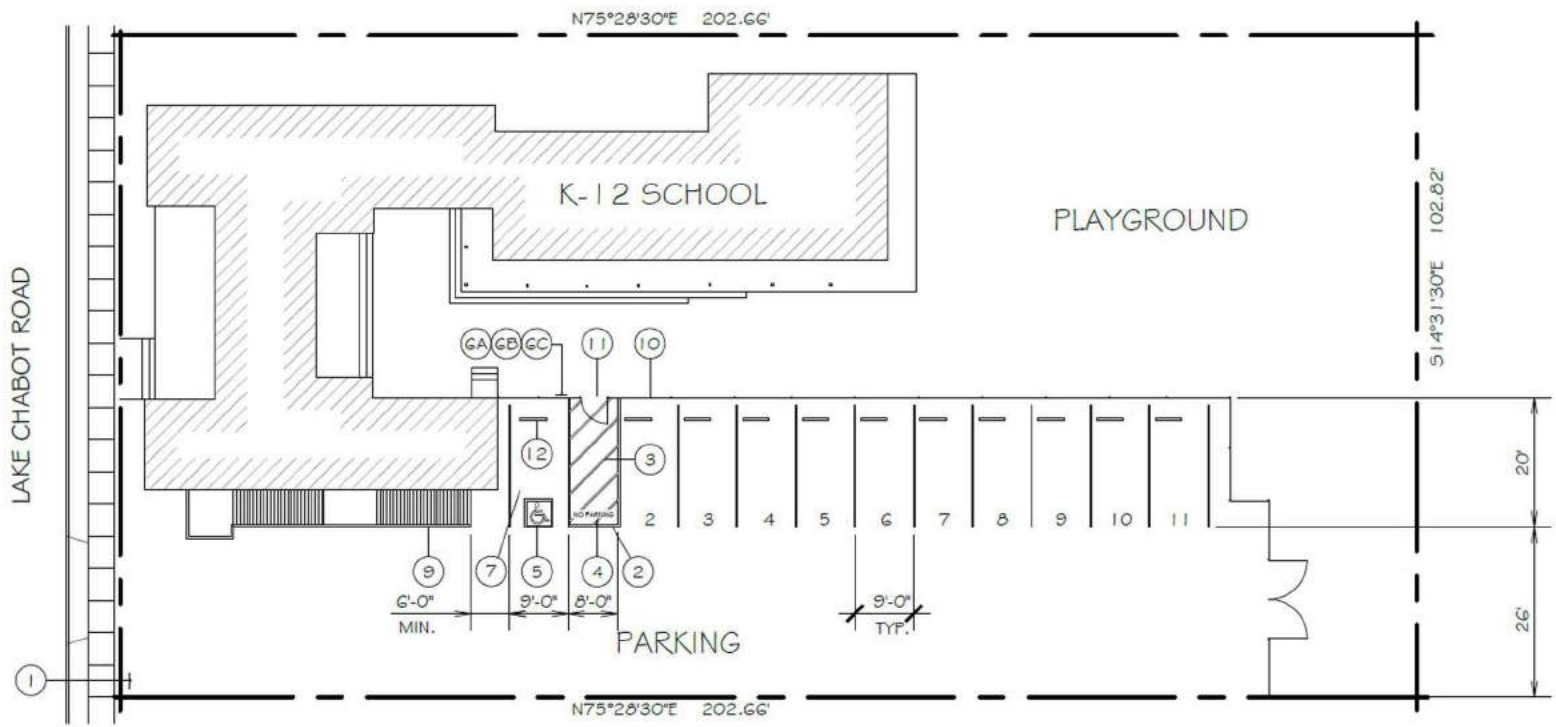 N75°28'30"E 202.66'
K-12 SCHOOL
PLAYGROUND
S14°31'30"E 102.82'
LAKE CHABOT ROAD
6A 6B 6C 11 10
12 3
20'
NO PARKING
2 3 4 5 6 7 8 9 10 11
9 7 5 4 2
6'-0" 9'-0" 8'-0" 9'-0"
MIN. TYP.
26'
PARKING
1
N75°28'30"E 202.66'